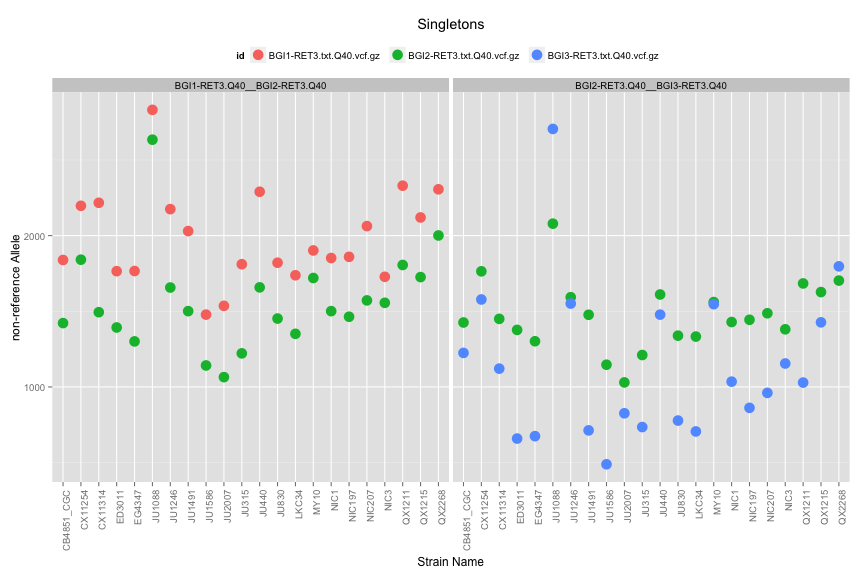 Singletons
id BGI1-RET3.txt.Q40.vcf.gz BGI2-RET3.txt.Q40.vcf.gz BGI3-RET3.txt.Q40.vcf.gz
BGI1-RET3.Q40__BGI2-RET3.Q40 BGI2-RET3.Q40__BGI3-RET3.Q40
non-reference Allele
2000
1000
CB4851_CGC CX11254 CX11314 ED3011 EG4347 JU1088 JU1246 JU1491 JU1586 JU2007 JU315 JU440 JU830 LKC34 MY10 NIC1 NIC197 NIC207 NIC3 QX1211 QX1215 QX2268 CB4851_CGC CX11254 CX11314 ED3011 EG4347 JU1088 JU1246 JU1491 JU1586 JU2007 JU315 JU440 JU830 LKC34 MY10 NIC1 NIC197 NIC207 NIC3 QX1211 QX1215 QX2268
Strain Name